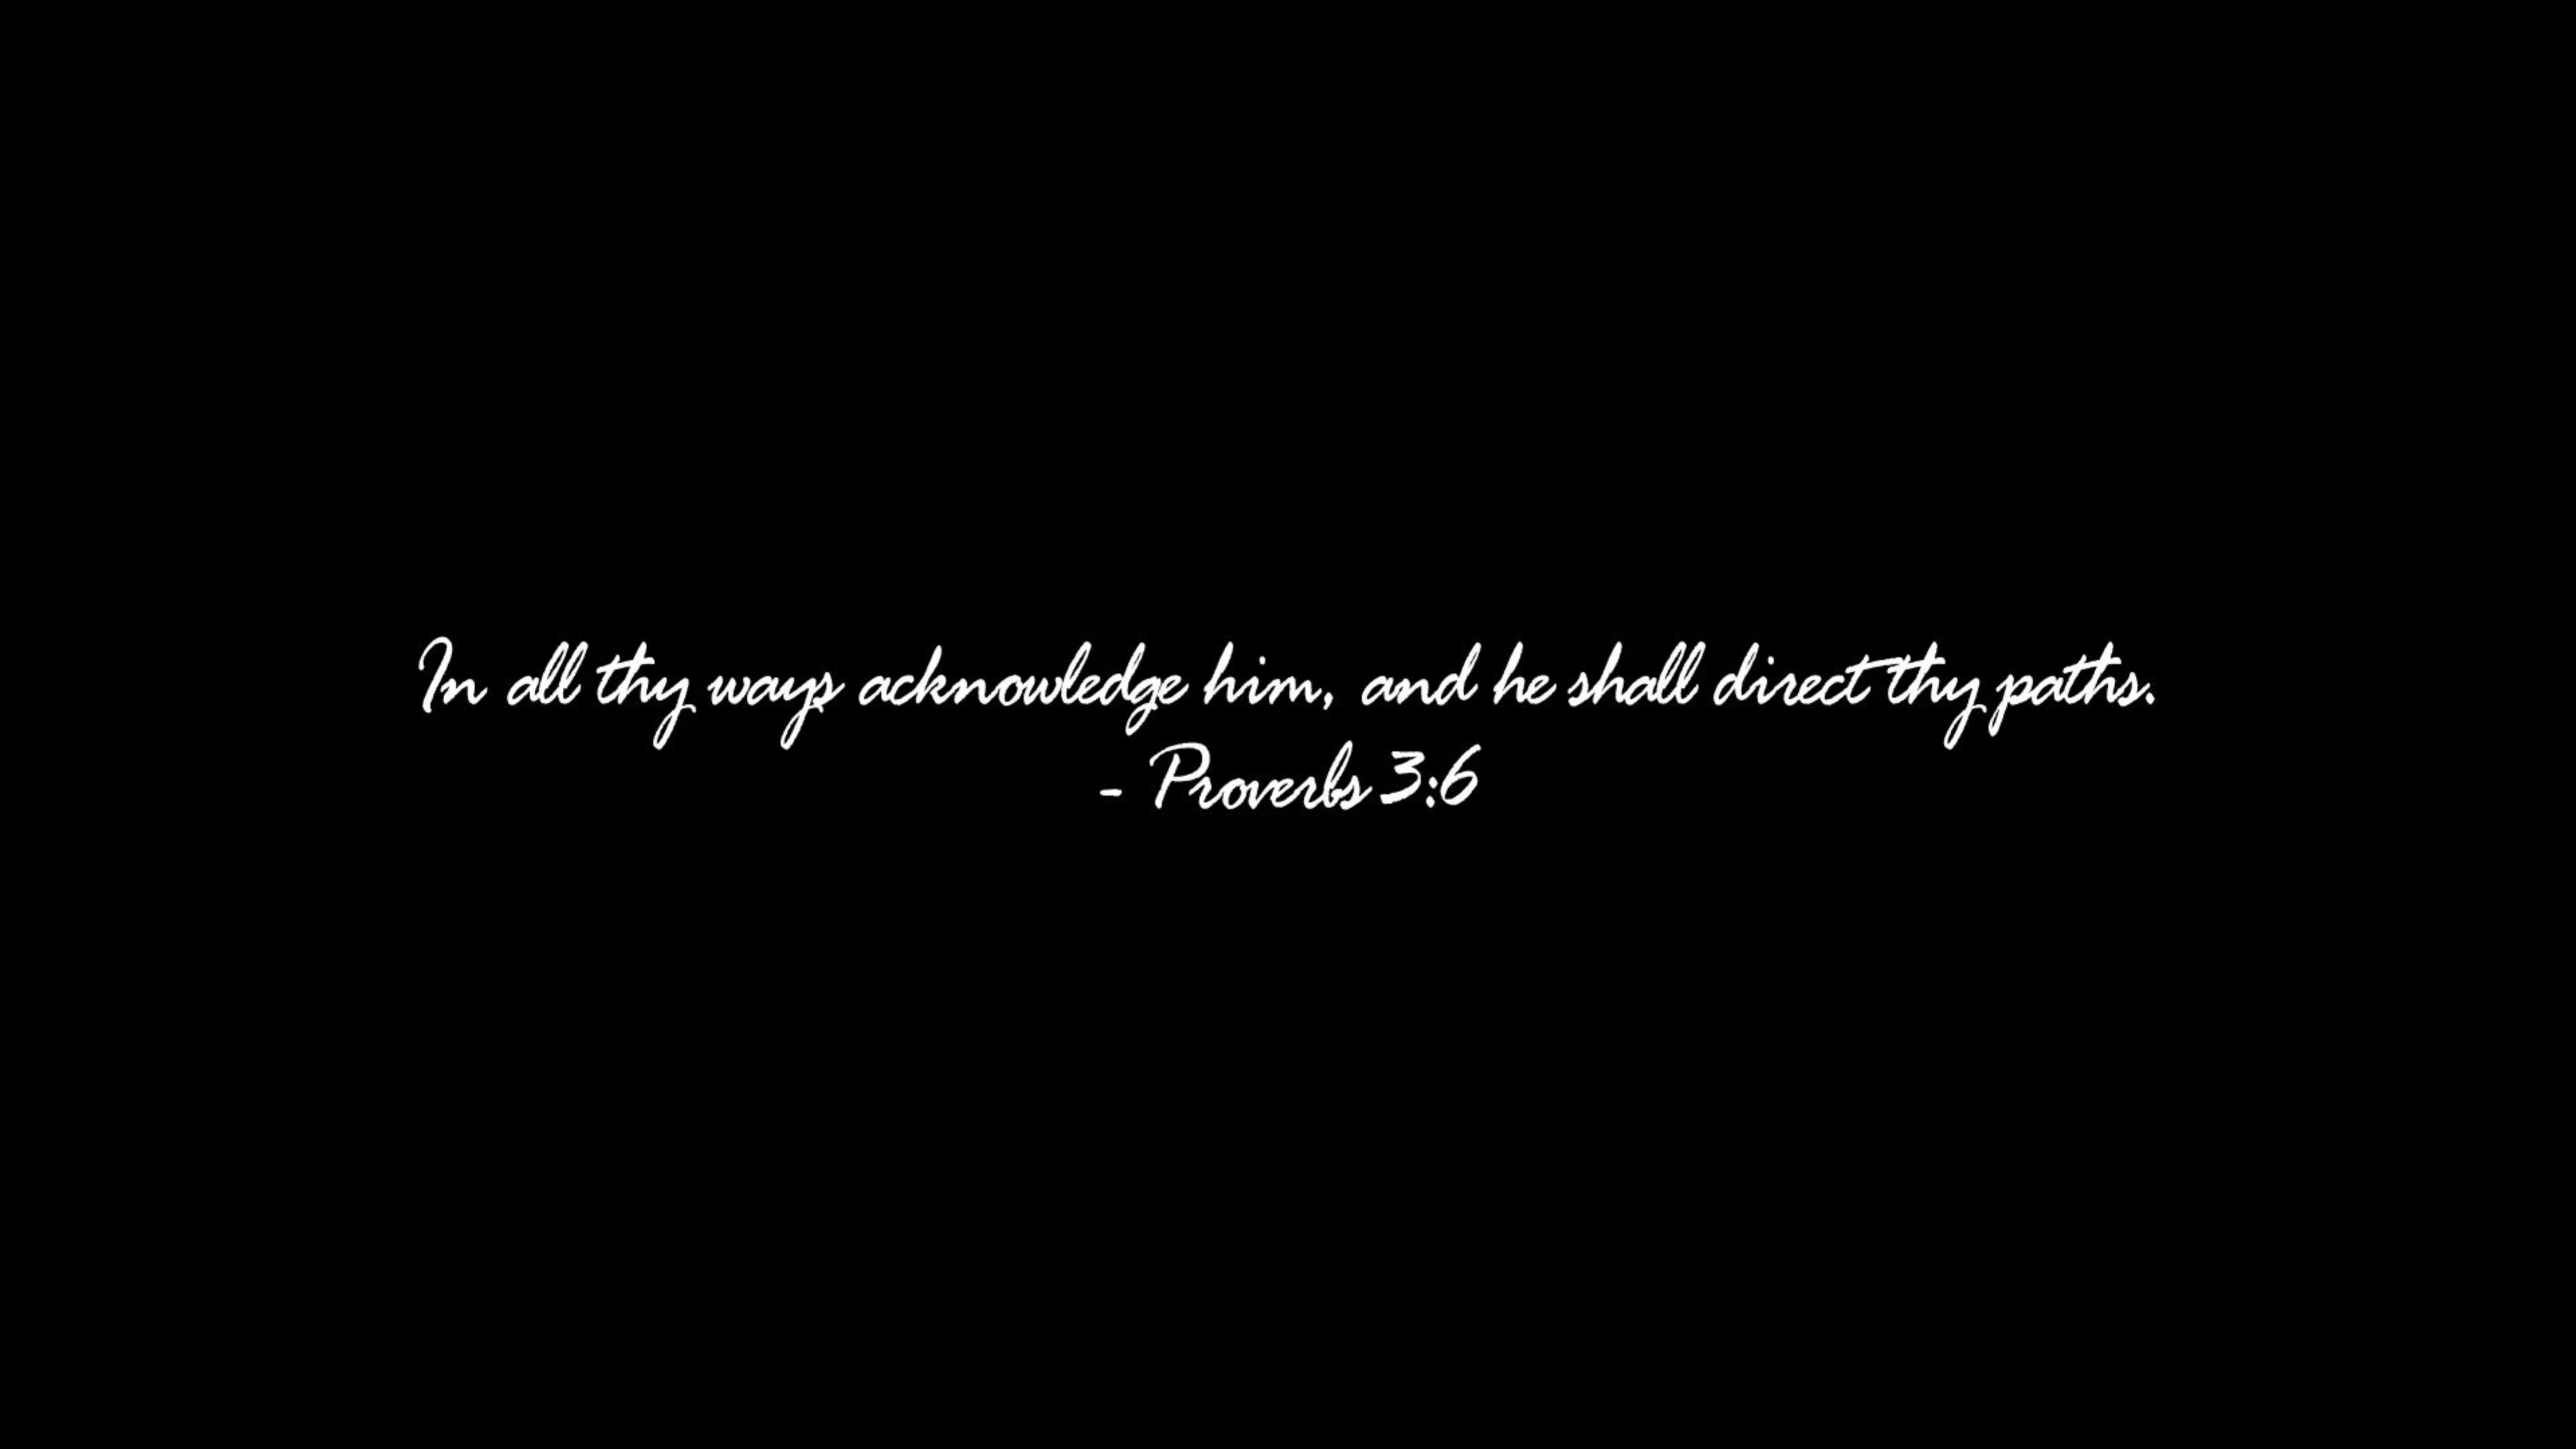 In all thy ways acknowledge him, and he shall direct thy paths.
- Proverbs 3:6